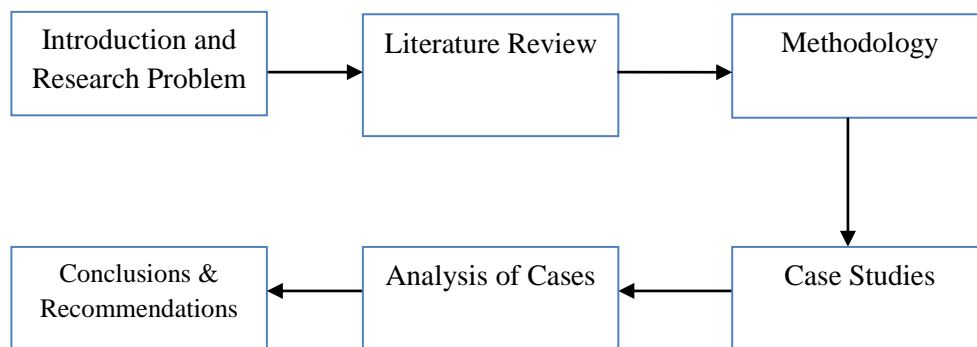 Introduction and
Research Problem
Literature Review
Methodology
Case Studies
Analysis of Cases
Conclusions &
Recommendations